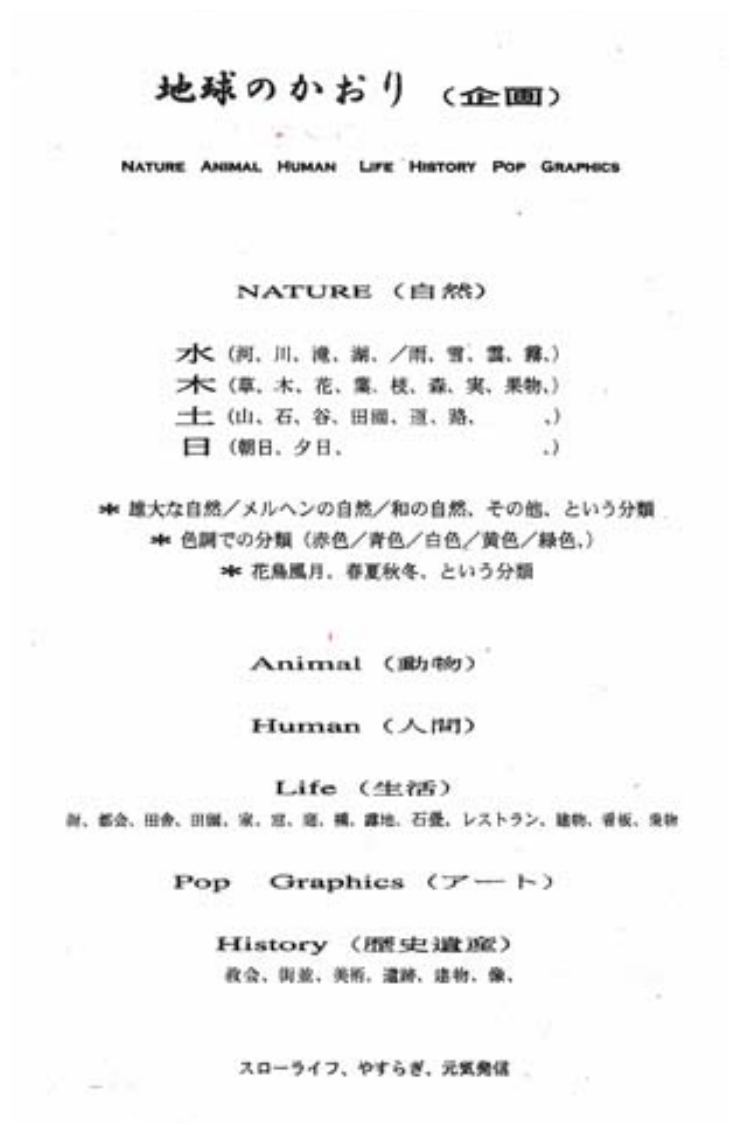 地球のかおり （企画）
NATURE ANIMAL HUMAN LIFE HISTORY POP GRAPHICS
NATURE （自然）
水（河、川、滝、湖、／雨、雪、雲、霧、）
木（草、木、花、葉、枝、森、実、果物、）
土（山、石、谷、田園、道、路、 、）
日（朝日、夕日、 、）
* 雄大な自然／メルヘンの自然／和の自然、その他、という分類
* 色調での分類（赤色／青色／白色／黄色／緑色、）
* 花鳥風月、春夏秋冬、という分類
Animal （動物）
Human （人間）
Life （生活）
街、都会、田舎、田園、家、窓、庭、橋、露地、石畳、レストラン、建物、看板、乗物
Pop Graphics （アート）
History （歴史遺産）
教会、街並、美術、遺跡、建物、像、
スローライフ、やすらぎ、元気発信